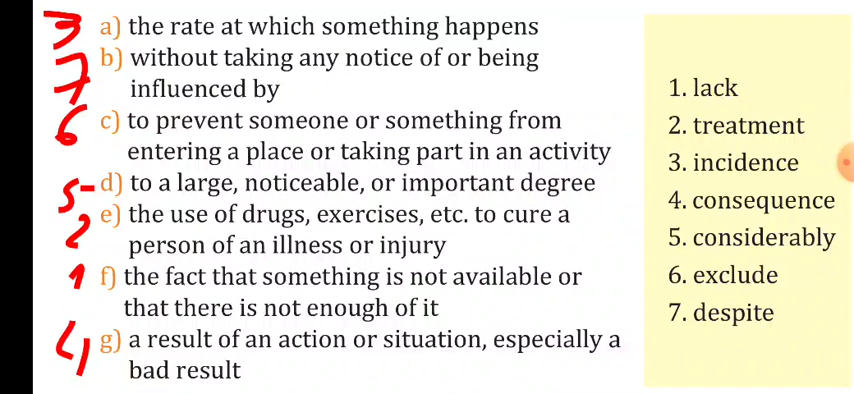 3 a) the rate at which something happens
7 b) without taking any notice of or being
influenced by
6 c) to prevent someone or something from
entering a place or taking part in an activity
5- d) to a large, noticeable, or important degree
2 e) the use of drugs, exercises, etc. to cure a
person of an illness or injury
1 f) the fact that something is not available or
that there is not enough of it
4 g) a result of an action or situation, especially a
bad result
1. lack
2. treatment
3. incidence
4. consequence
5. considerably
6. exclude
7. despite